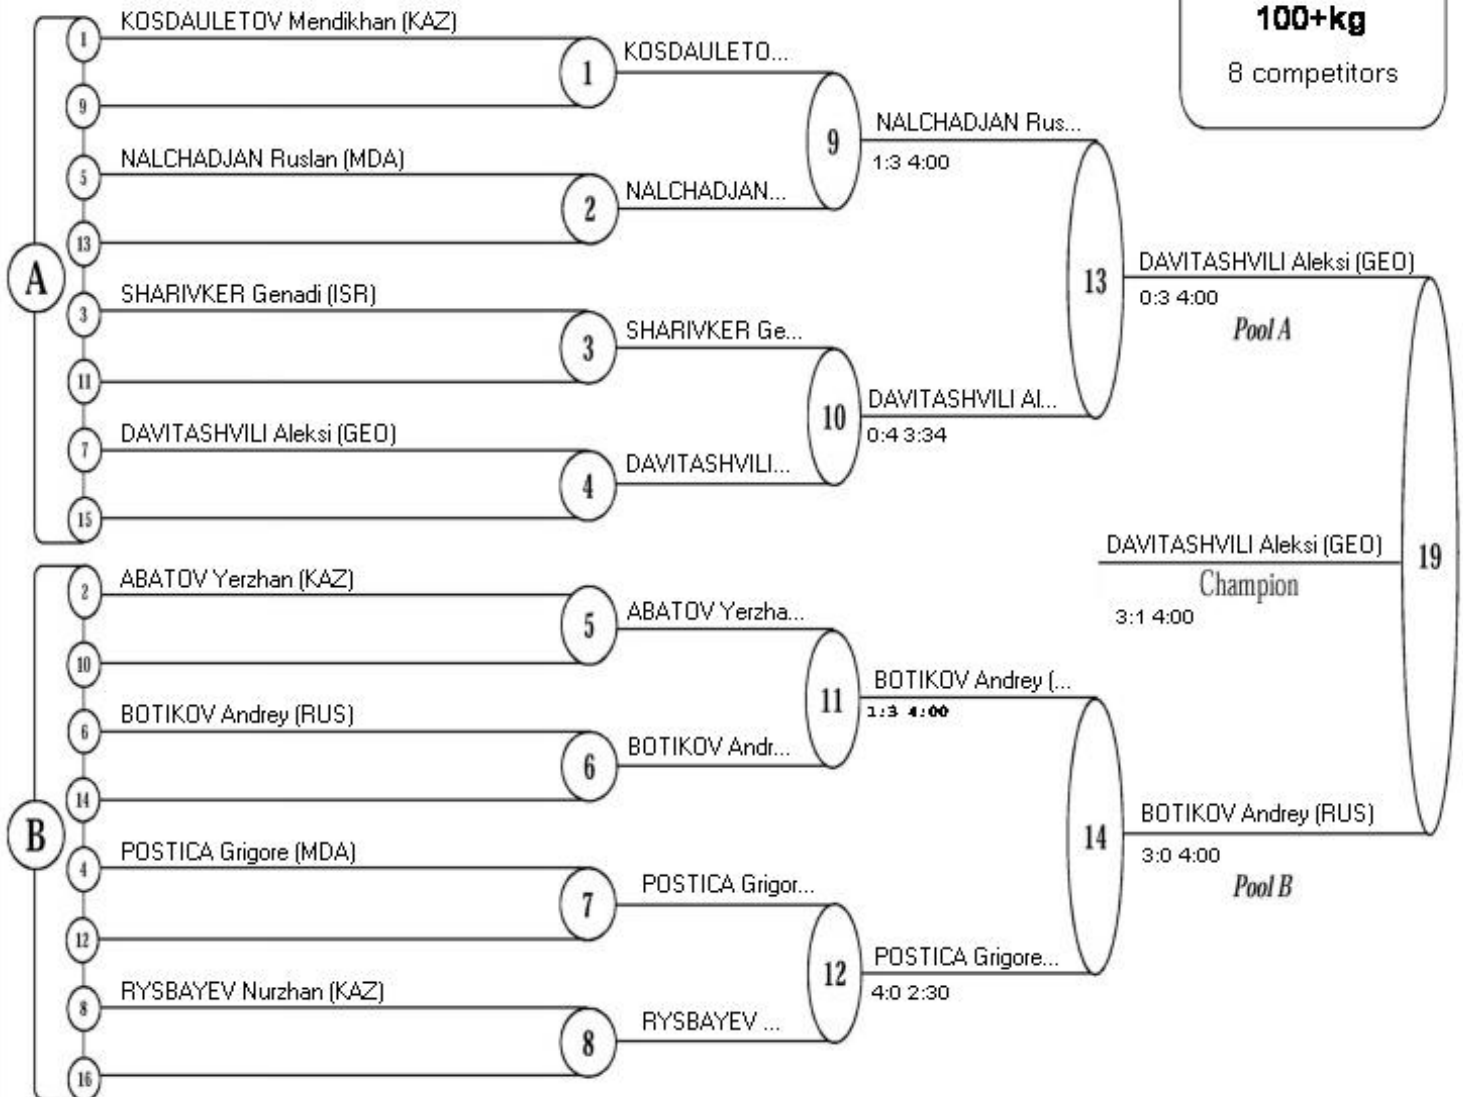 100+kg
8 competitors
A
1
KOSDAULETOV Mendikhan (KAZ)
9
1
KOSDAULETO...
5
NALCHADJAN Ruslan (MDA)
13
2
NALCHADJAN...
9
NALCHADJAN Rus...
1:3 4:00
3
SHARIVKER Genadi (ISR)
11
3
SHARIVKER Ge...
7
DAVITASHVILI Aleksi (GEO)
15
4
DAVITASHVILI...
10
DAVITASHVILI Al...
0:4 3:34
13
DAVITASHVILI Aleksi (GEO)
0:3 4:00
Pool A
B
2
ABATOV Yerzhan (KAZ)
10
5
ABATOV Yerzha...
6
BOTIKOV Andrey (RUS)
14
6
BOTIKOV Andr...
11
BOTIKOV Andrey (...
1:3 4:00
4
POSTICA Grigore (MDA)
12
7
POSTICA Grigor...
8
RYSBAYEV Nurzhan (KAZ)
16
8
RYSBAYEV ...
12
POSTICA Grigore...
4:0 2:30
14
BOTIKOV Andrey (RUS)
3:0 4:00
Pool B
19
DAVITASHVILI Aleksi (GEO)
Champion
3:1 4:00